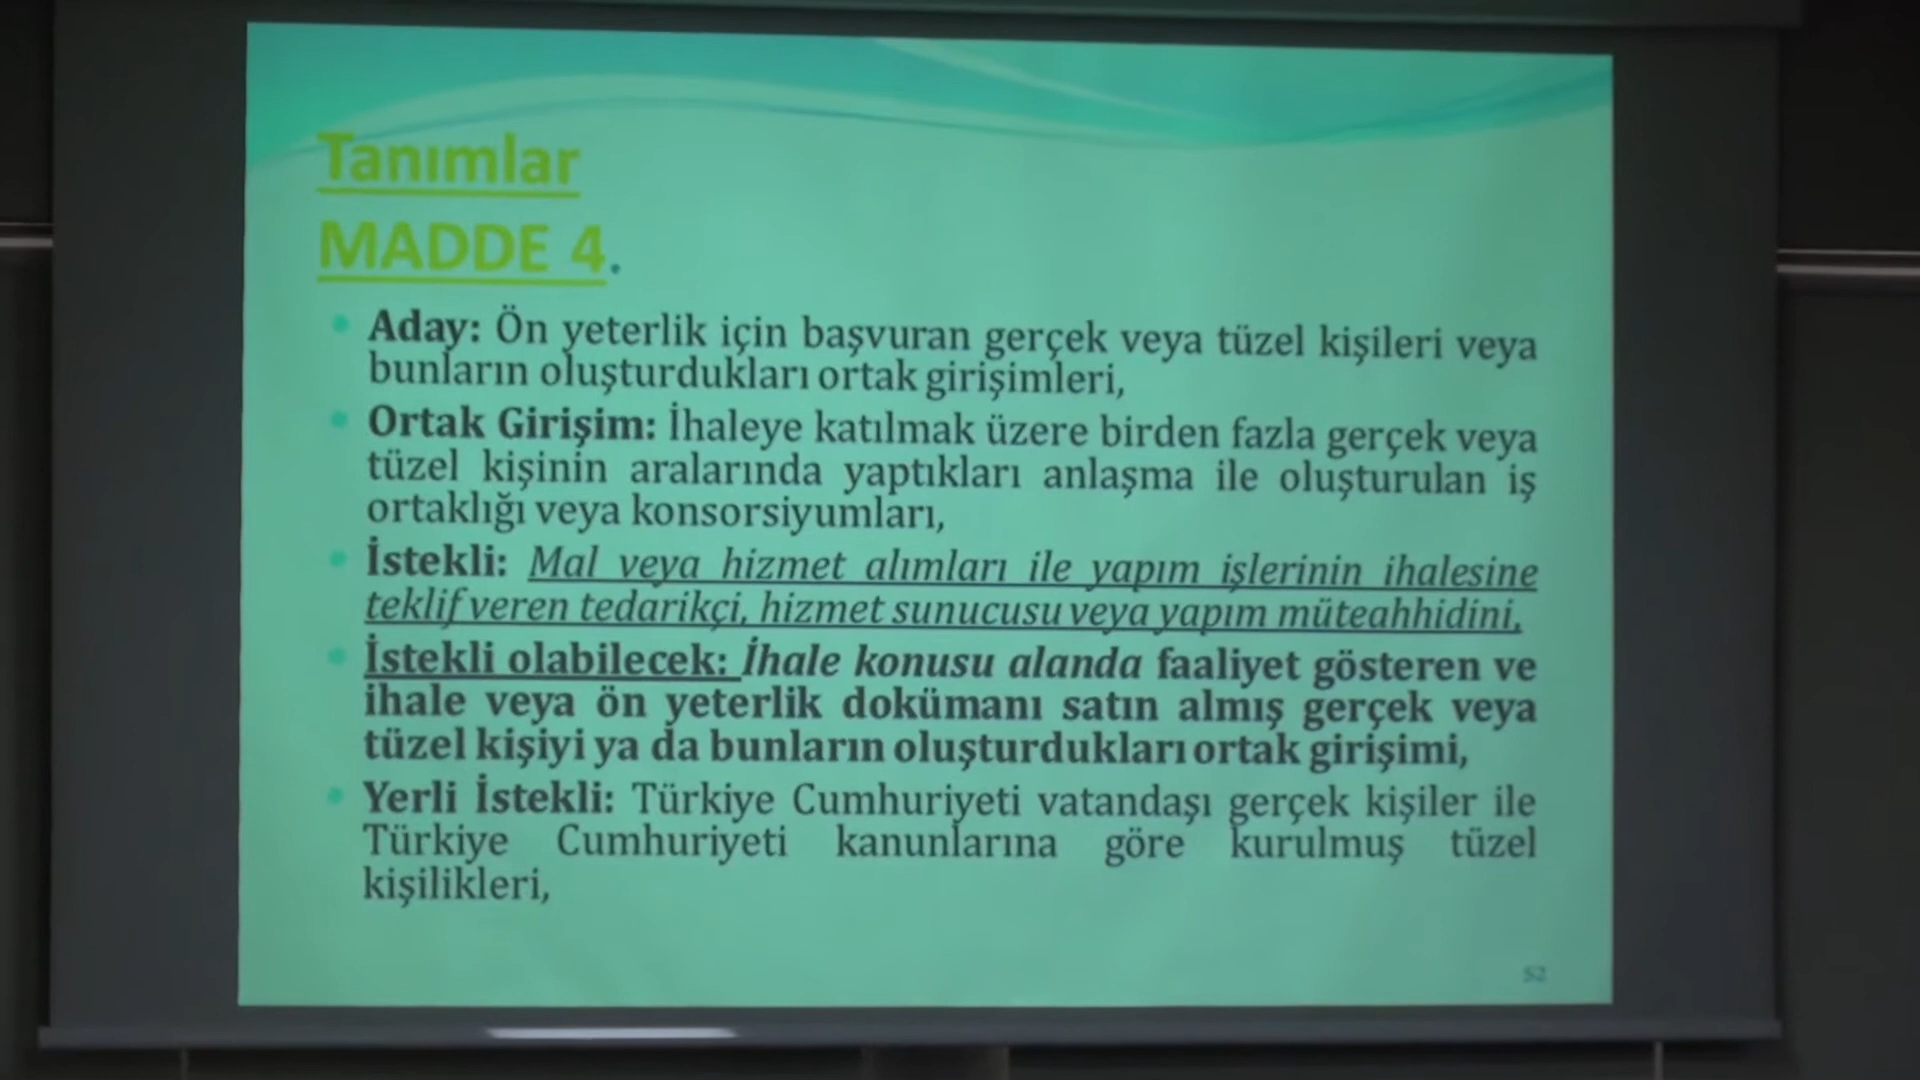 Tanımlar
MADDE 4.
Aday: Ön yeterlik için başvuran gerçek veya tüzel kişileri veya
bunların oluşturdukları ortak girişimleri,
Ortak Girişim: İhaleye katılmak üzere birden fazla gerçek veya
tüzel kişinin aralarında yaptıkları anlaşma ile oluşturulan iş
ortaklığı veya konsorsiyumları,
İstekli: Mal veya hizmet alımları ile yapım işlerinin ihalesine
teklif veren tedarikçi, hizmet sunucusu veya yapım müteahhidini,
İstekli olabilecek: İhale konusu alanda faaliyet gösteren ve
ihale veya ön yeterlik dokümanı satın almış gerçek veya
tüzel kişiyi ya da bunların oluşturdukları ortak girişimi,
Yerli İstekli: Türkiye Cumhuriyeti vatandaşı gerçek kişiler ile
Türkiye Cumhuriyeti kanunlarına göre kurulmuş tüzel
kişilikleri,
52